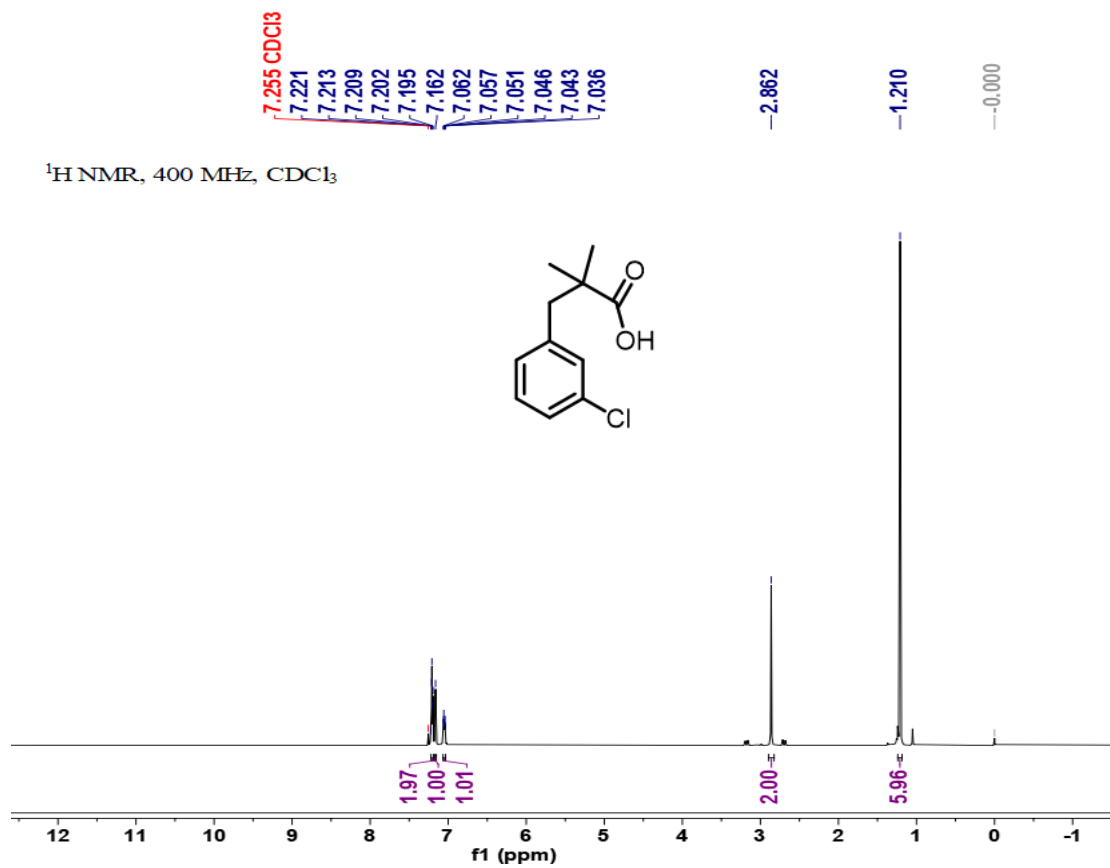 7.255 CDCl3
7.221
7.213
7.209
7.202
7.195
7.162
7.062
7.057
7.051
7.046
7.043
7.036
2.862
1.210
-0.000
¹H NMR, 400 MHz, CDCl₃
O
OH
Cl
1.97
1.00
1.01
2.00
5.96
12 11 10 9 8 7 6 5 4 3 2 1 0 -1
f1 (ppm)